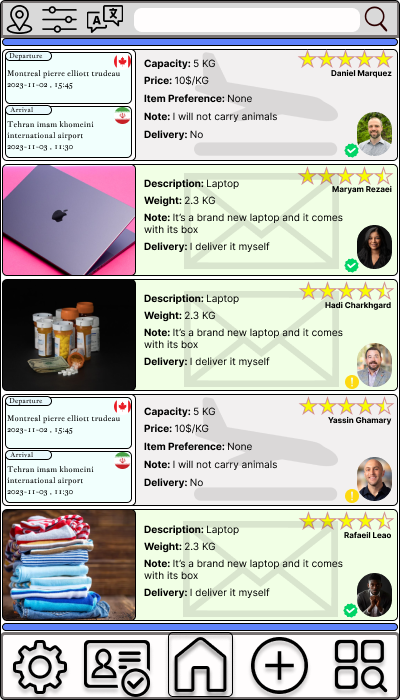 A 文
Departure
Montreal pierre elliott trudeau
2023-11-02 , 15:45
Arrival
Tehran imam khomeini
international airport
2023-11-03 , 11:30
Capacity: 5 KG
Price: 10$/KG
Item Preference: None
Note: I will not carry animals
Delivery: No
Daniel Marquez
Description: Laptop
Weight: 2.3 KG
Note: It's a brand new laptop and it comes
with its box
Delivery: I deliver it myself
Maryam Rezaei
Description: Laptop
Weight: 2.3 KG
Note: It's a brand new laptop and it comes
with its box
Delivery: I deliver it myself
Hadi Charkhgard
Departure
Montreal pierre elliott trudeau
2023-11-02 , 15:45
Arrival
Tehran imam khomeini
international airport
2023-11-03 , 11:30
Capacity: 5 KG
Price: 10$/KG
Item Preference: None
Note: I will not carry animals
Delivery: No
Yassin Ghamary
Description: Laptop
Weight: 2.3 KG
Note: It's a brand new laptop and it comes
with its box
Delivery: I deliver it myself
Rafaeil Leao